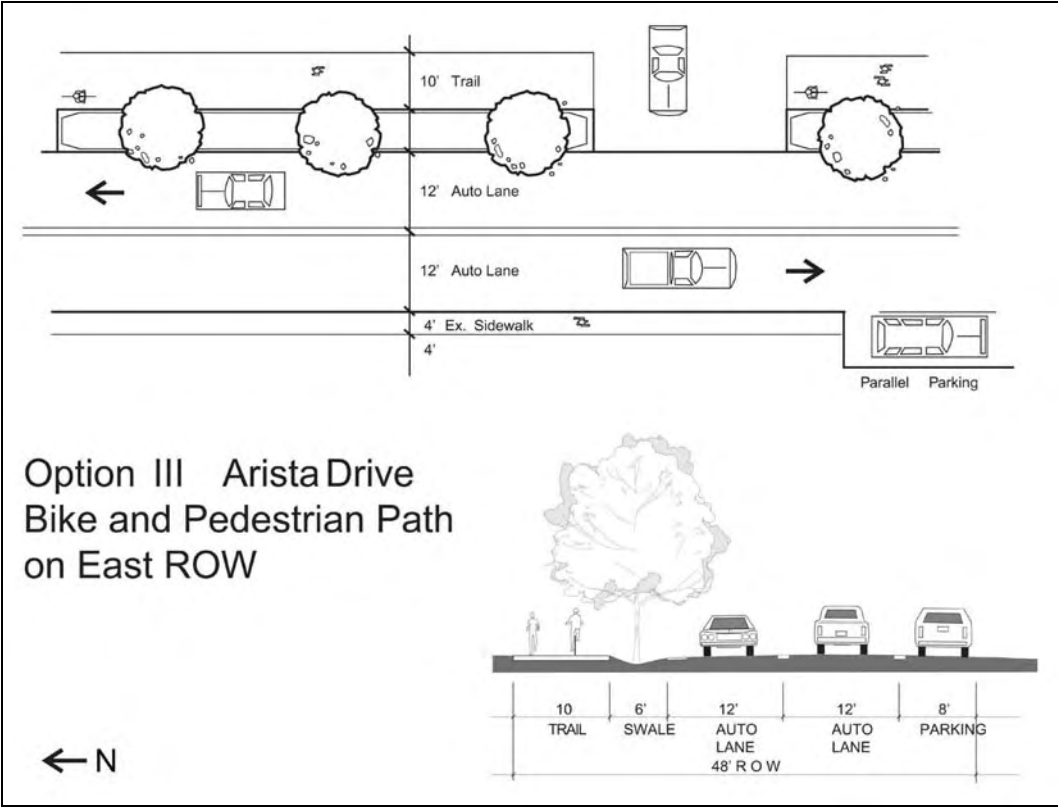 10' Trail
12' Auto Lane
12' Auto Lane
4' Ex. Sidewalk
4'
Parallel Parking
Option III Arista Drive
Bike and Pedestrian Path
on East ROW
10 6' 12' 12' 8'
TRAIL SWALE AUTO LANE AUTO LANE PARKING
48' R O W
N